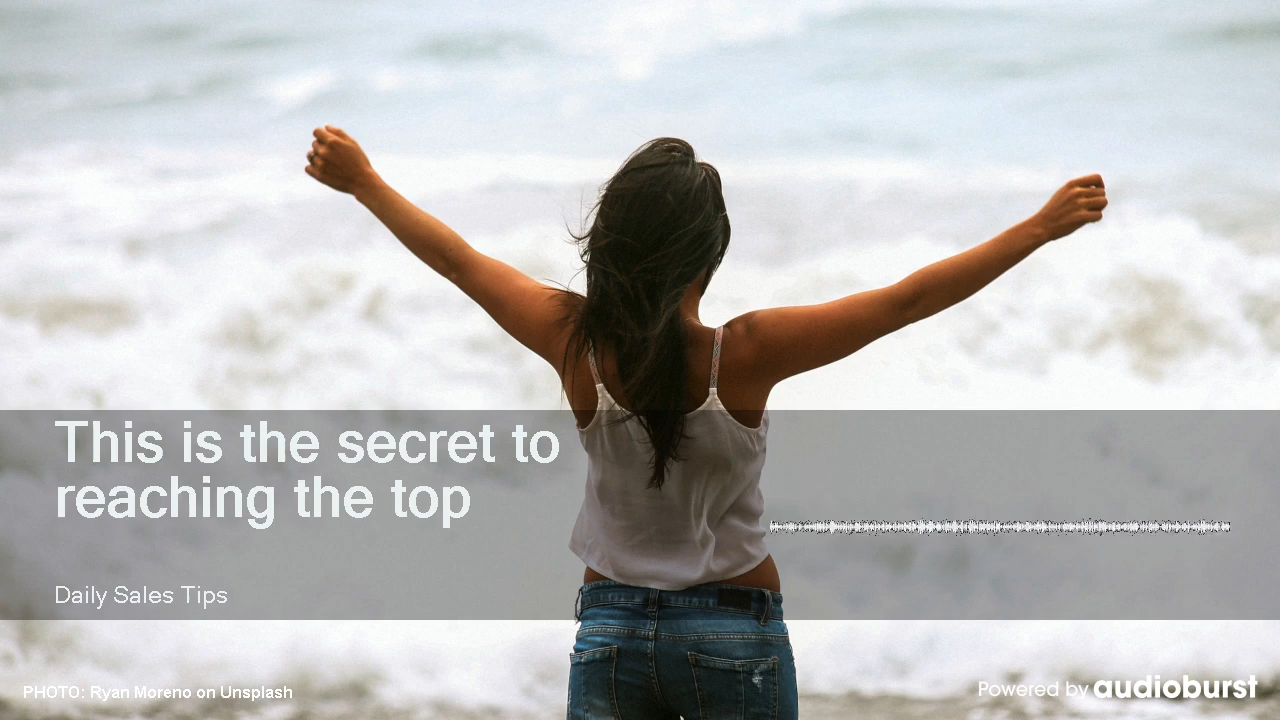 This is the secret to
reaching the top
Daily Sales Tips
PHOTO: Ryan Moreno on Unsplash
Powered by audioburst